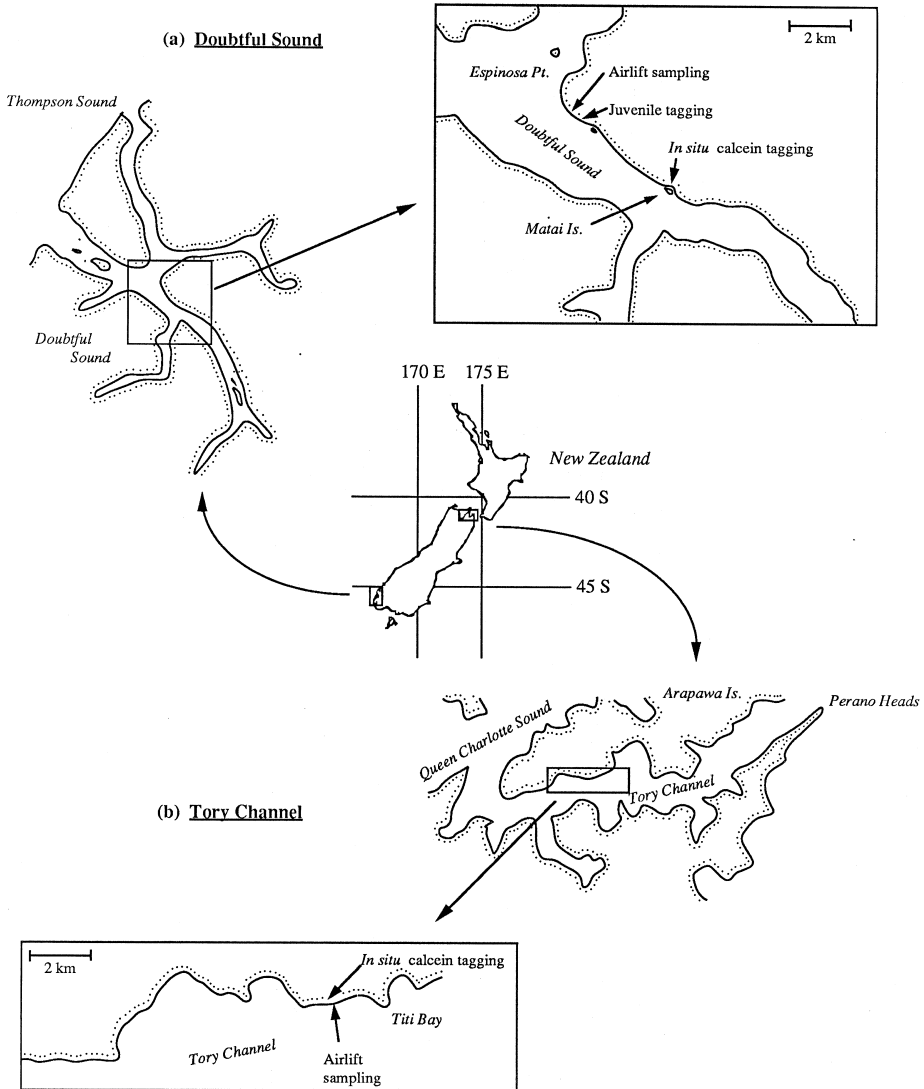 (a) Doubtful Sound
Thompson Sound
Doubtful
Sound
2 km
Espinosa Pt.
Airlift sampling
Juvenile tagging
Doubtful Sound
In situ calcein tagging
Matai Is.
170 E 175 E
New Zealand
40 S
45 S
Arapawa Is.
Perano Heads
Queen Charlotte Sound
Tory Channel
(b) Tory Channel
2 km
In situ calcein tagging
Titi Bay
Tory Channel
Airlift
sampling